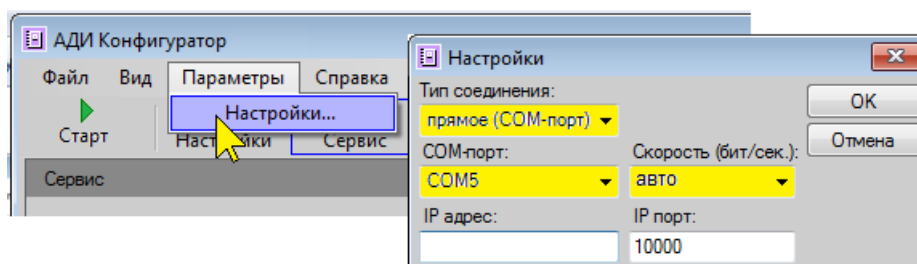 АДИ Конфигуратор
Файл Вид Параметры Справка
Настройки...
Старт Настройки Сервис
Сервис
Настройки
Тип соединения:
прямое (COM-порт)
OK
COM-порт: Скорость (бит/сек.): Отмена
COM5 авто
IP адрес: IP порт:
10000